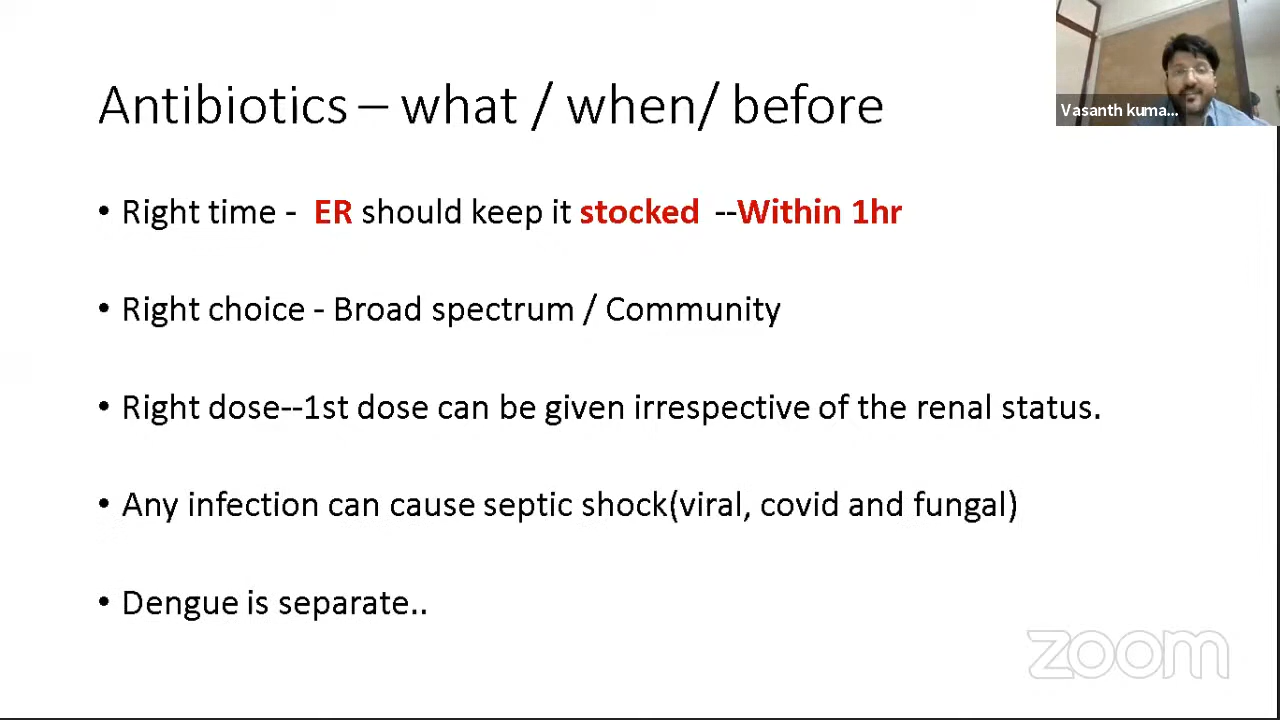 Antibiotics – what / when/ before
Vasanth kuma...
• Right time - ER should keep it stocked --Within 1hr
• Right choice - Broad spectrum / Community
• Right dose--1st dose can be given irrespective of the renal status.
• Any infection can cause septic shock(viral, covid and fungal)
• Dengue is separate..
zoom